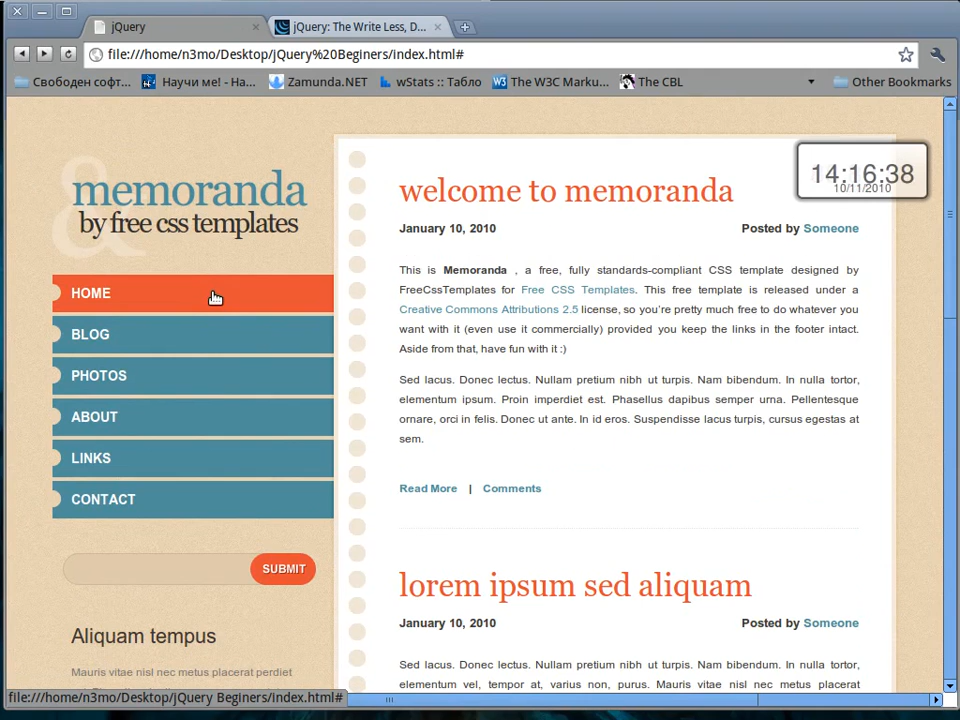 jQuery
jQuery: The Write Less, D...
file:///home/n3mo/Desktop/jQuery%20Beginers/index.html#
Свободен софт...
Научи ме! - На...
Zamunda.NET
wStats :: Табло
The W3C Marku...
The CBL
Other Bookmarks
&
memoranda
by free css templates
HOME
BLOG
PHOTOS
ABOUT
LINKS
CONTACT
SUBMIT
Aliquam tempus
Mauris vitae nisl nec metus placerat perdiet
14:16:38
10/11/2010
welcome to memoranda
January 10, 2010 Posted by Someone
This is Memoranda , a free, fully standards-compliant CSS template designed by
FreeCssTemplates for Free CSS Templates. This free template is released under a
Creative Commons Attributions 2.5 license, so you're pretty much free to do whatever you
want with it (even use it commercially) provided you keep the links in the footer intact.
Aside from that, have fun with it :)
Sed lacus. Donec lectus. Nullam pretium nibh ut turpis. Nam bibendum. In nulla tortor,
elementum ipsum. Proin imperdiet est. Phasellus dapibus semper urna. Pellentesque
ornare, orci in felis. Donec ut ante. In id eros. Suspendisse lacus turpis, cursus egestas at
sem.
Read More | Comments
lorem ipsum sed aliquam
January 10, 2010 Posted by Someone
Sed lacus. Donec lectus. Nullam pretium nibh ut turpis. Nam bibendum. In nulla tortor,
elementum vel, tempor at, varius non, purus. Mauris vitae nisl nec metus placerat
file:///home/n3mo/Desktop/jQuery Beginers/index.html#